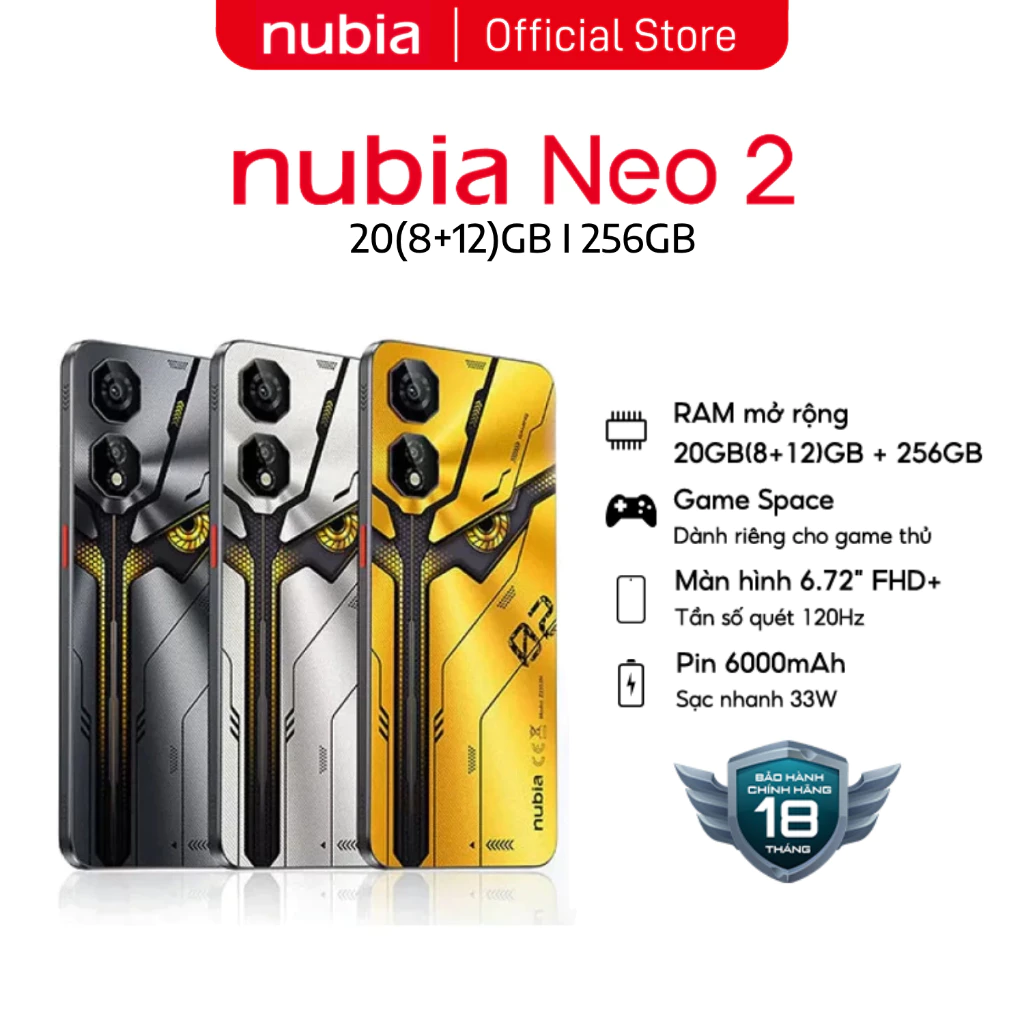 nubia | Official Store
nubia Neo 2
20(8+12)GB I 256GB
RAM mở rộng
20GB(8+12)GB + 256GB
Game Space
Dành riêng cho game thủ
Màn hình 6.72" FHD+
Tần số quét 120Hz
Pin 6000mAh
Sạc nhanh 33W
BẢO HÀNH
CHÍNH HÃNG
18
THÁNG
02
nubia